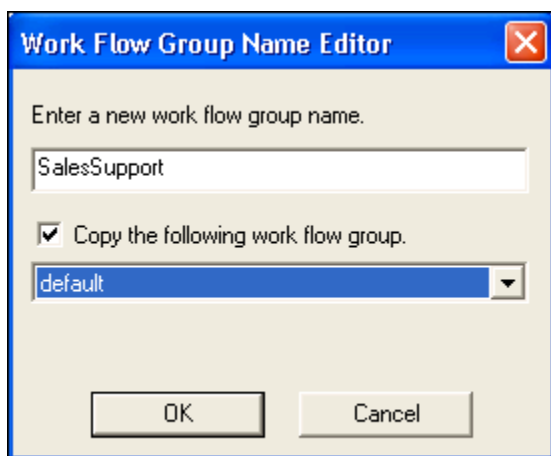 Work Flow Group Name Editor
Enter a new work flow group name.
SalesSupport
Copy the following work flow group.
default
OK Cancel